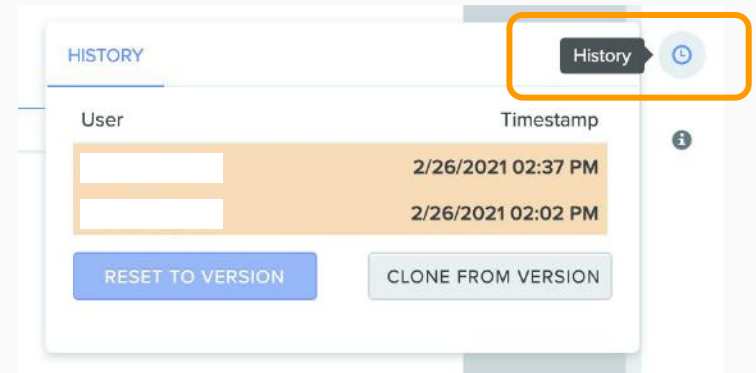 HISTORY
History
User Timestamp
2/26/2021 02:37 PM
2/26/2021 02:02 PM
RESET TO VERSION CLONE FROM VERSION